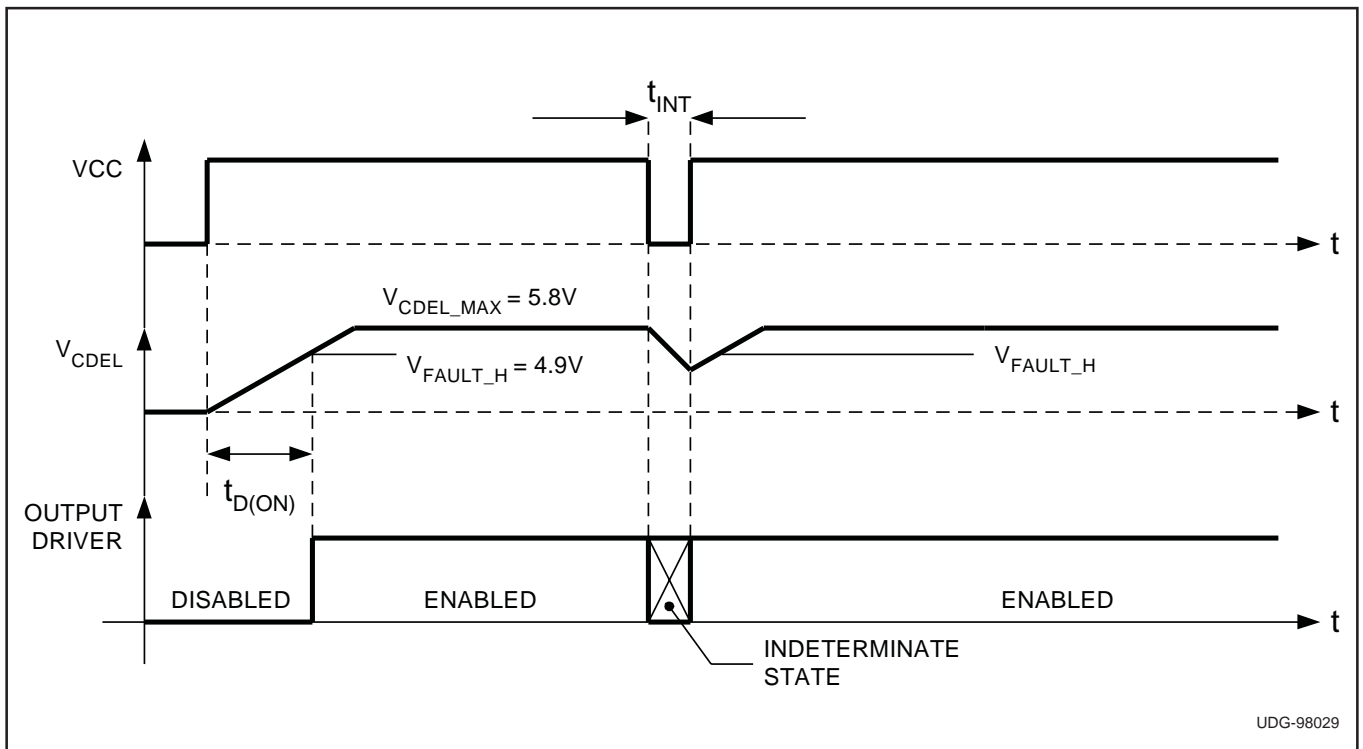 tINT
VCC
t
VCDEL_MAX = 5.8V
VCDEL
VFAULT_H = 4.9V
VFAULT_H
t
tD(ON)
OUTPUT
DRIVER
DISABLED
ENABLED
ENABLED
t
INDETERMINATE
STATE
UDG-98029